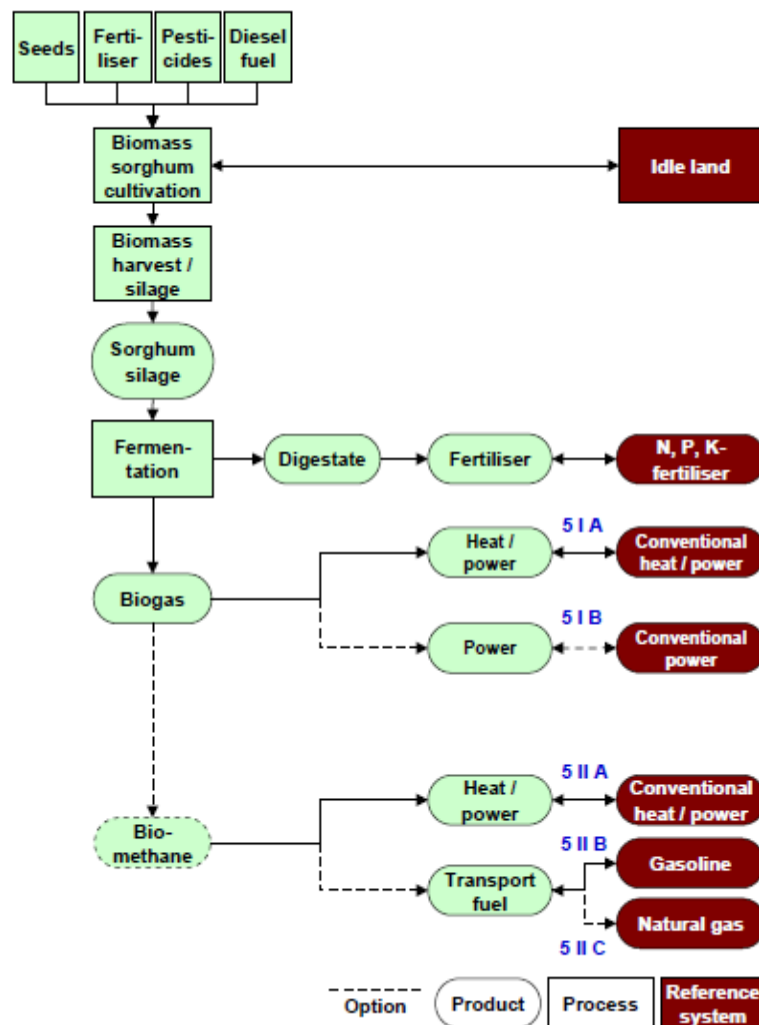 Seeds
Ferti-
liser
Pesti-
cides
Diesel
fuel
Biomass
sorghum
cultivation
Idle land
Biomass
harvest /
silage
Sorghum
silage
Fermen-
tation
Digestate
Fertiliser
N, P, K-
fertiliser
5 I A
Heat /
power
Conventional
heat / power
Biogas
5 I B
Power
Conventional
power
5 II A
Heat /
power
Conventional
heat / power
Bio-
methane
5 II B
Gasoline
Transport
fuel
Natural gas
5 II C
Option
Product
Process
Reference
system